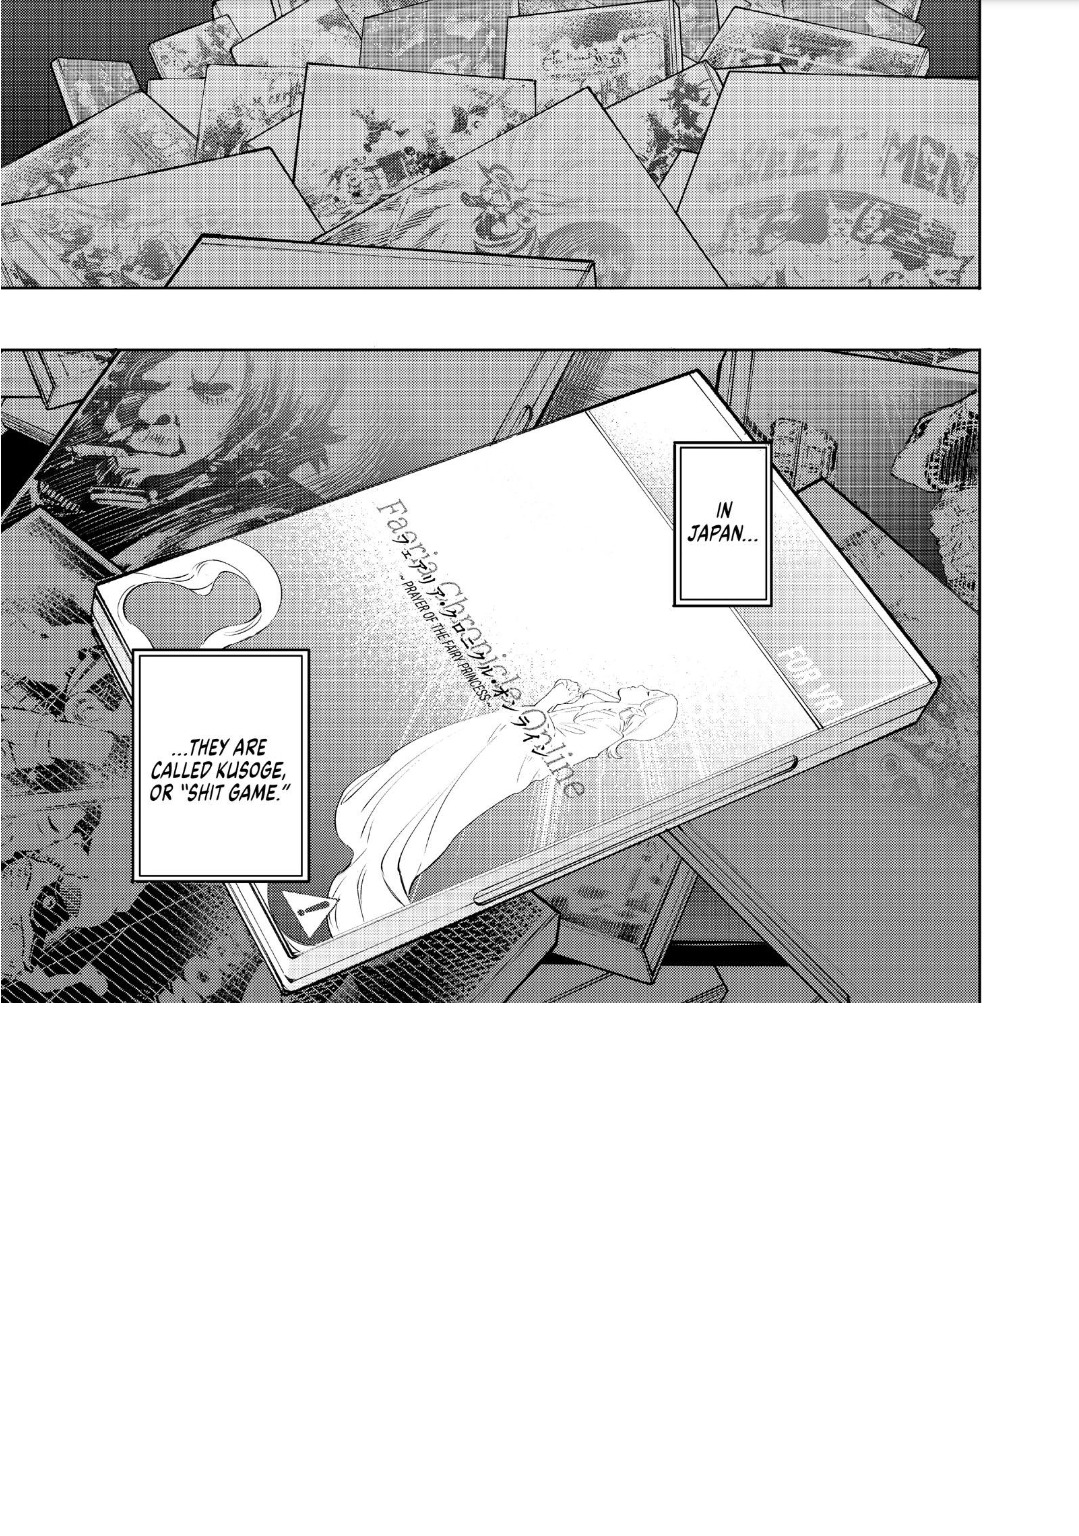 MEN
IN
JAPAN...
Faeria Chronicle Online
フェアリア・クロニクル・オンライン
~PRAYER OF THE FAIRY PRINCESS~
FOR VR
...THEY ARE
CALLED KUSOGE,
OR "SHIT GAME."